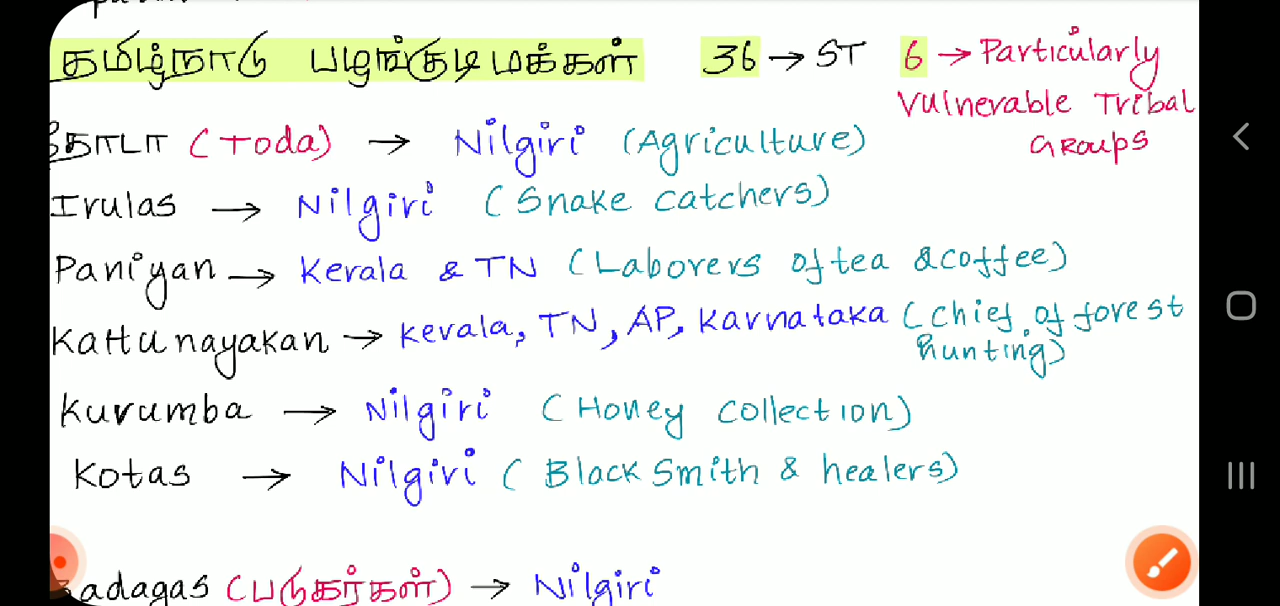 தமிழ்நாடு பழங்குடிமக்கள் 36 → ST 6 → Particularly
Vulnerable Tribal
Groups
தோடா (Toda) → Nilgiri (Agriculture)
Irulas → Nilgiri (Snake catchers)
Paniyan → Kerala & TN (Laborers of tea & coffee)
Kattunayakan → Kerala, TN, AP, Karnataka (Chief of forest
hunting)
Kurumba → Nilgiri (Honey collection)
Kotas → Nilgiri (Black Smith & healers)
Badagas (படுகர்கள்) → Nilgiri